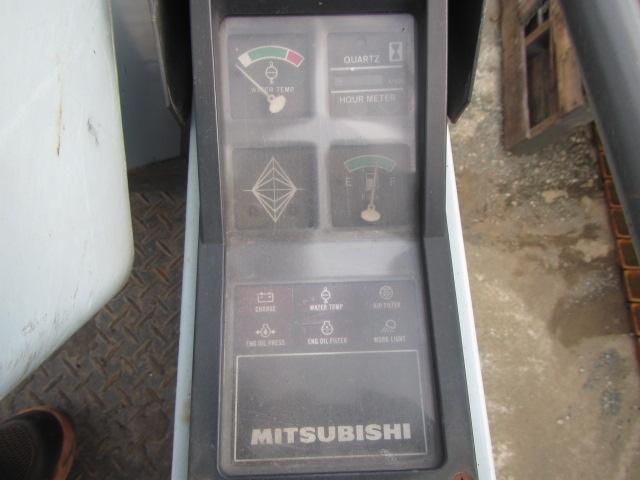 WATER TEMP
QUARTZ
HOUR METER
E F
CHARGE WATER TEMP AIR FILTER
ENG OIL PRESS ENG OIL FILTER WORK LIGHT
MITSUBISHI